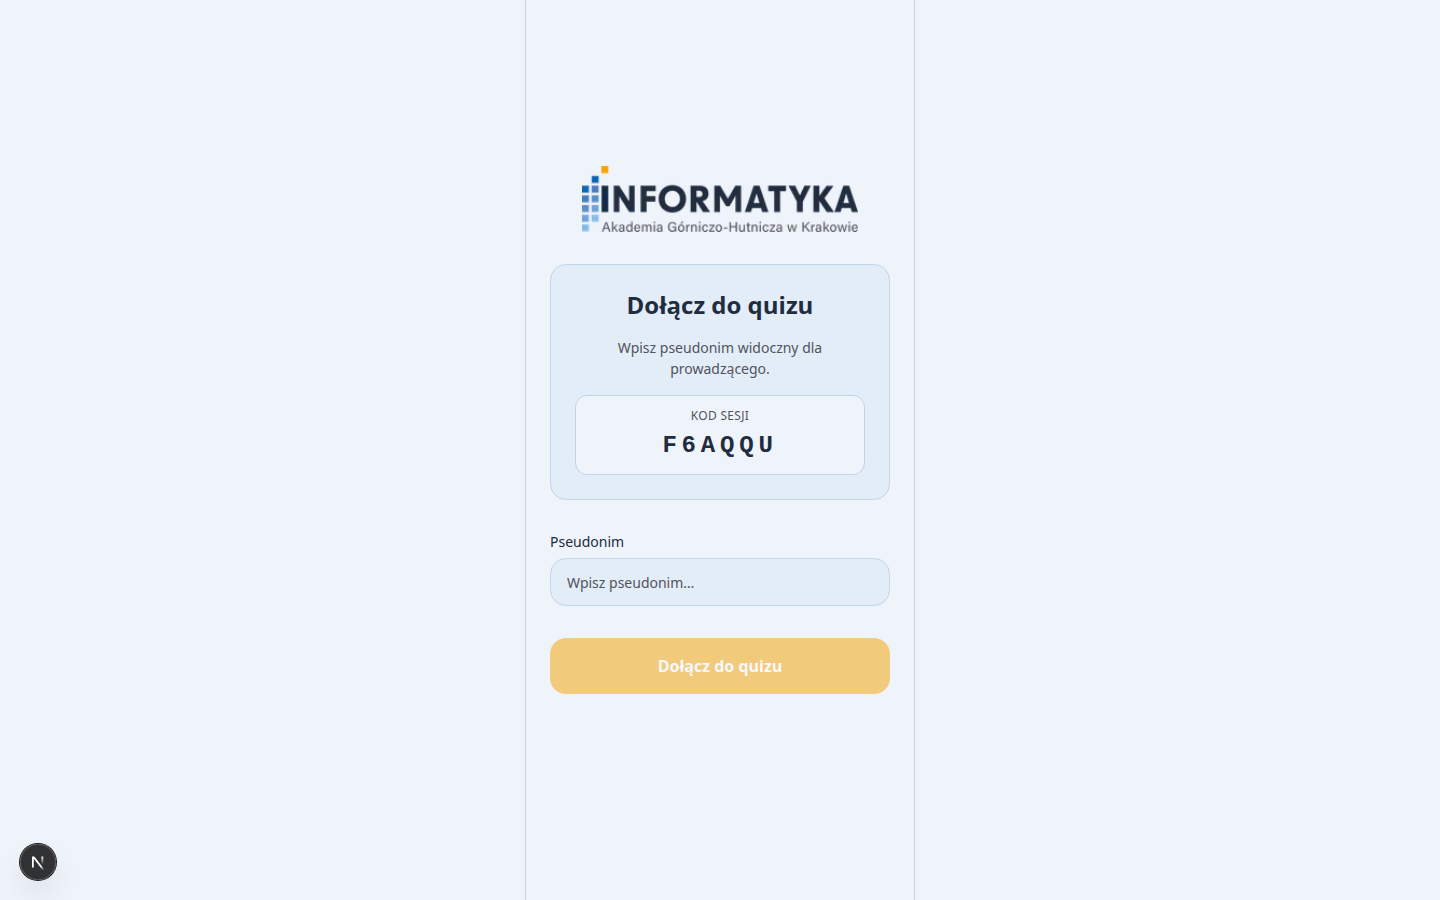 INFORMATYKA
Akademia Górniczo-Hutnicza w Krakowie
Dołącz do quizu
Wpisz pseudonim widoczny dla
prowadzącego.
KOD SESJI
F6AQQU
Pseudonim
Wpisz pseudonim...
Dołącz do quizu
N